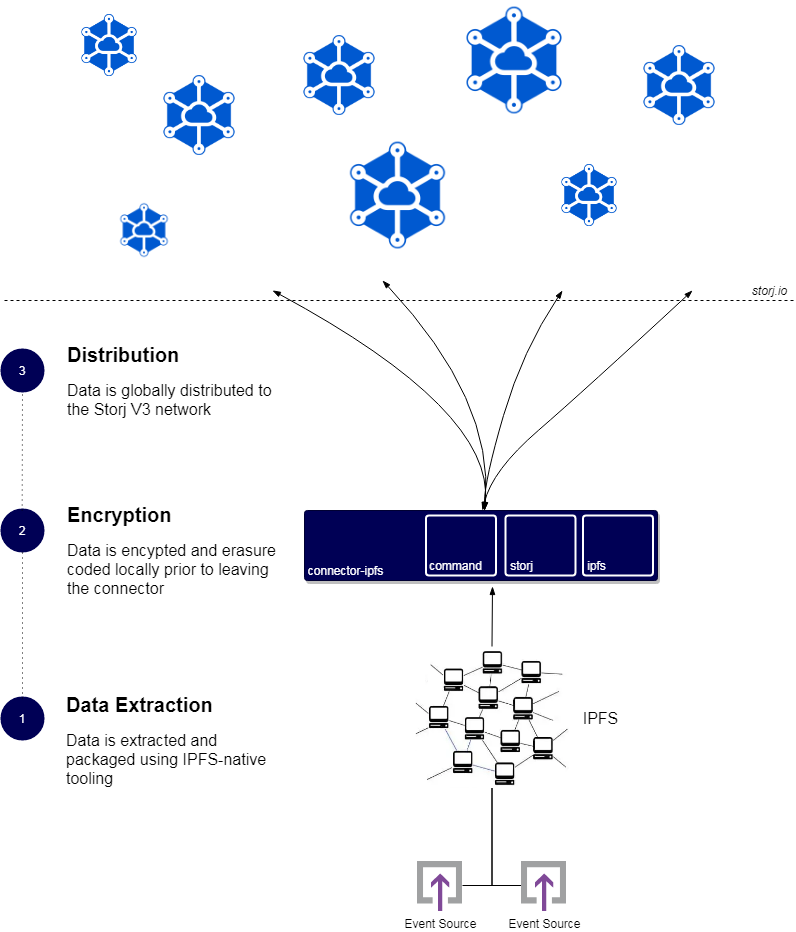 storj.io
3
Distribution
Data is globally distributed to
the Storj V3 network
2
Encryption
Data is encypted and erasure
coded locally prior to leaving
the connector
connector-ipfs
command
storj
ipfs
1
Data Extraction
Data is extracted and
packaged using IPFS-native
tooling
IPFS
Event Source
Event Source